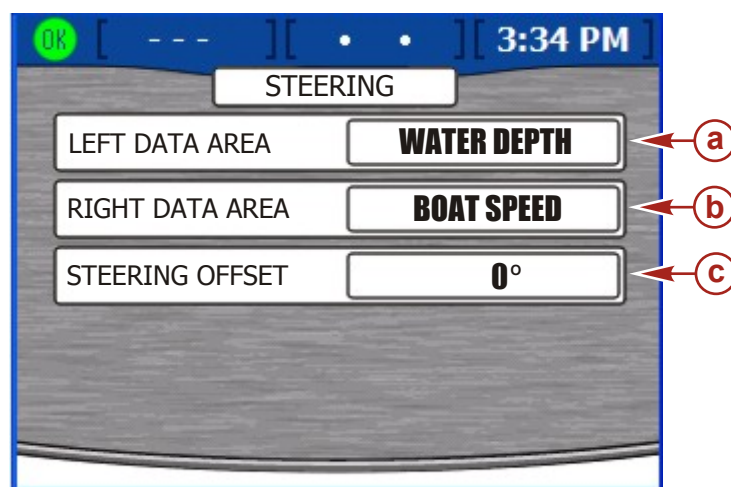 OK [ --- ][ • • ][ 3:34 PM ]
STEERING
LEFT DATA AREA WATER DEPTH a
RIGHT DATA AREA BOAT SPEED b
STEERING OFFSET 0° c